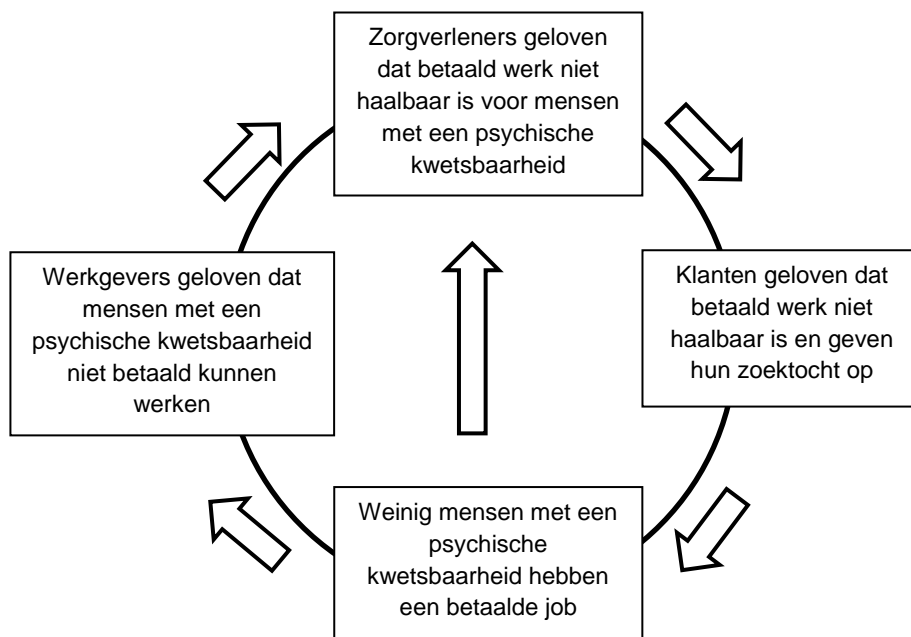 Zorgverleners geloven
dat betaald werk niet
haalbaar is voor mensen
met een psychische
kwetsbaarheid
Klanten geloven dat
betaald werk niet
haalbaar is en geven
hun zoektocht op
Weinig mensen met een
psychische
kwetsbaarheid hebben
een betaalde job
Werkgevers geloven dat
mensen met een
psychische kwetsbaarheid
niet betaald kunnen
werken